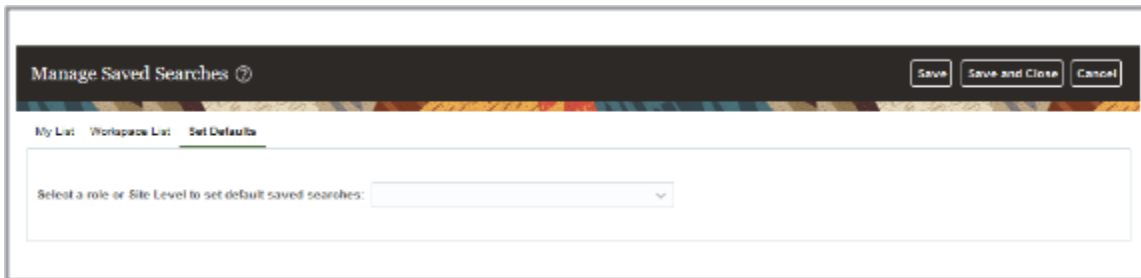 Manage Saved Searches ?
Save Save and Close Cancel
My List Workspace List Set Defaults
Select a role or Site Level to set default saved searches: